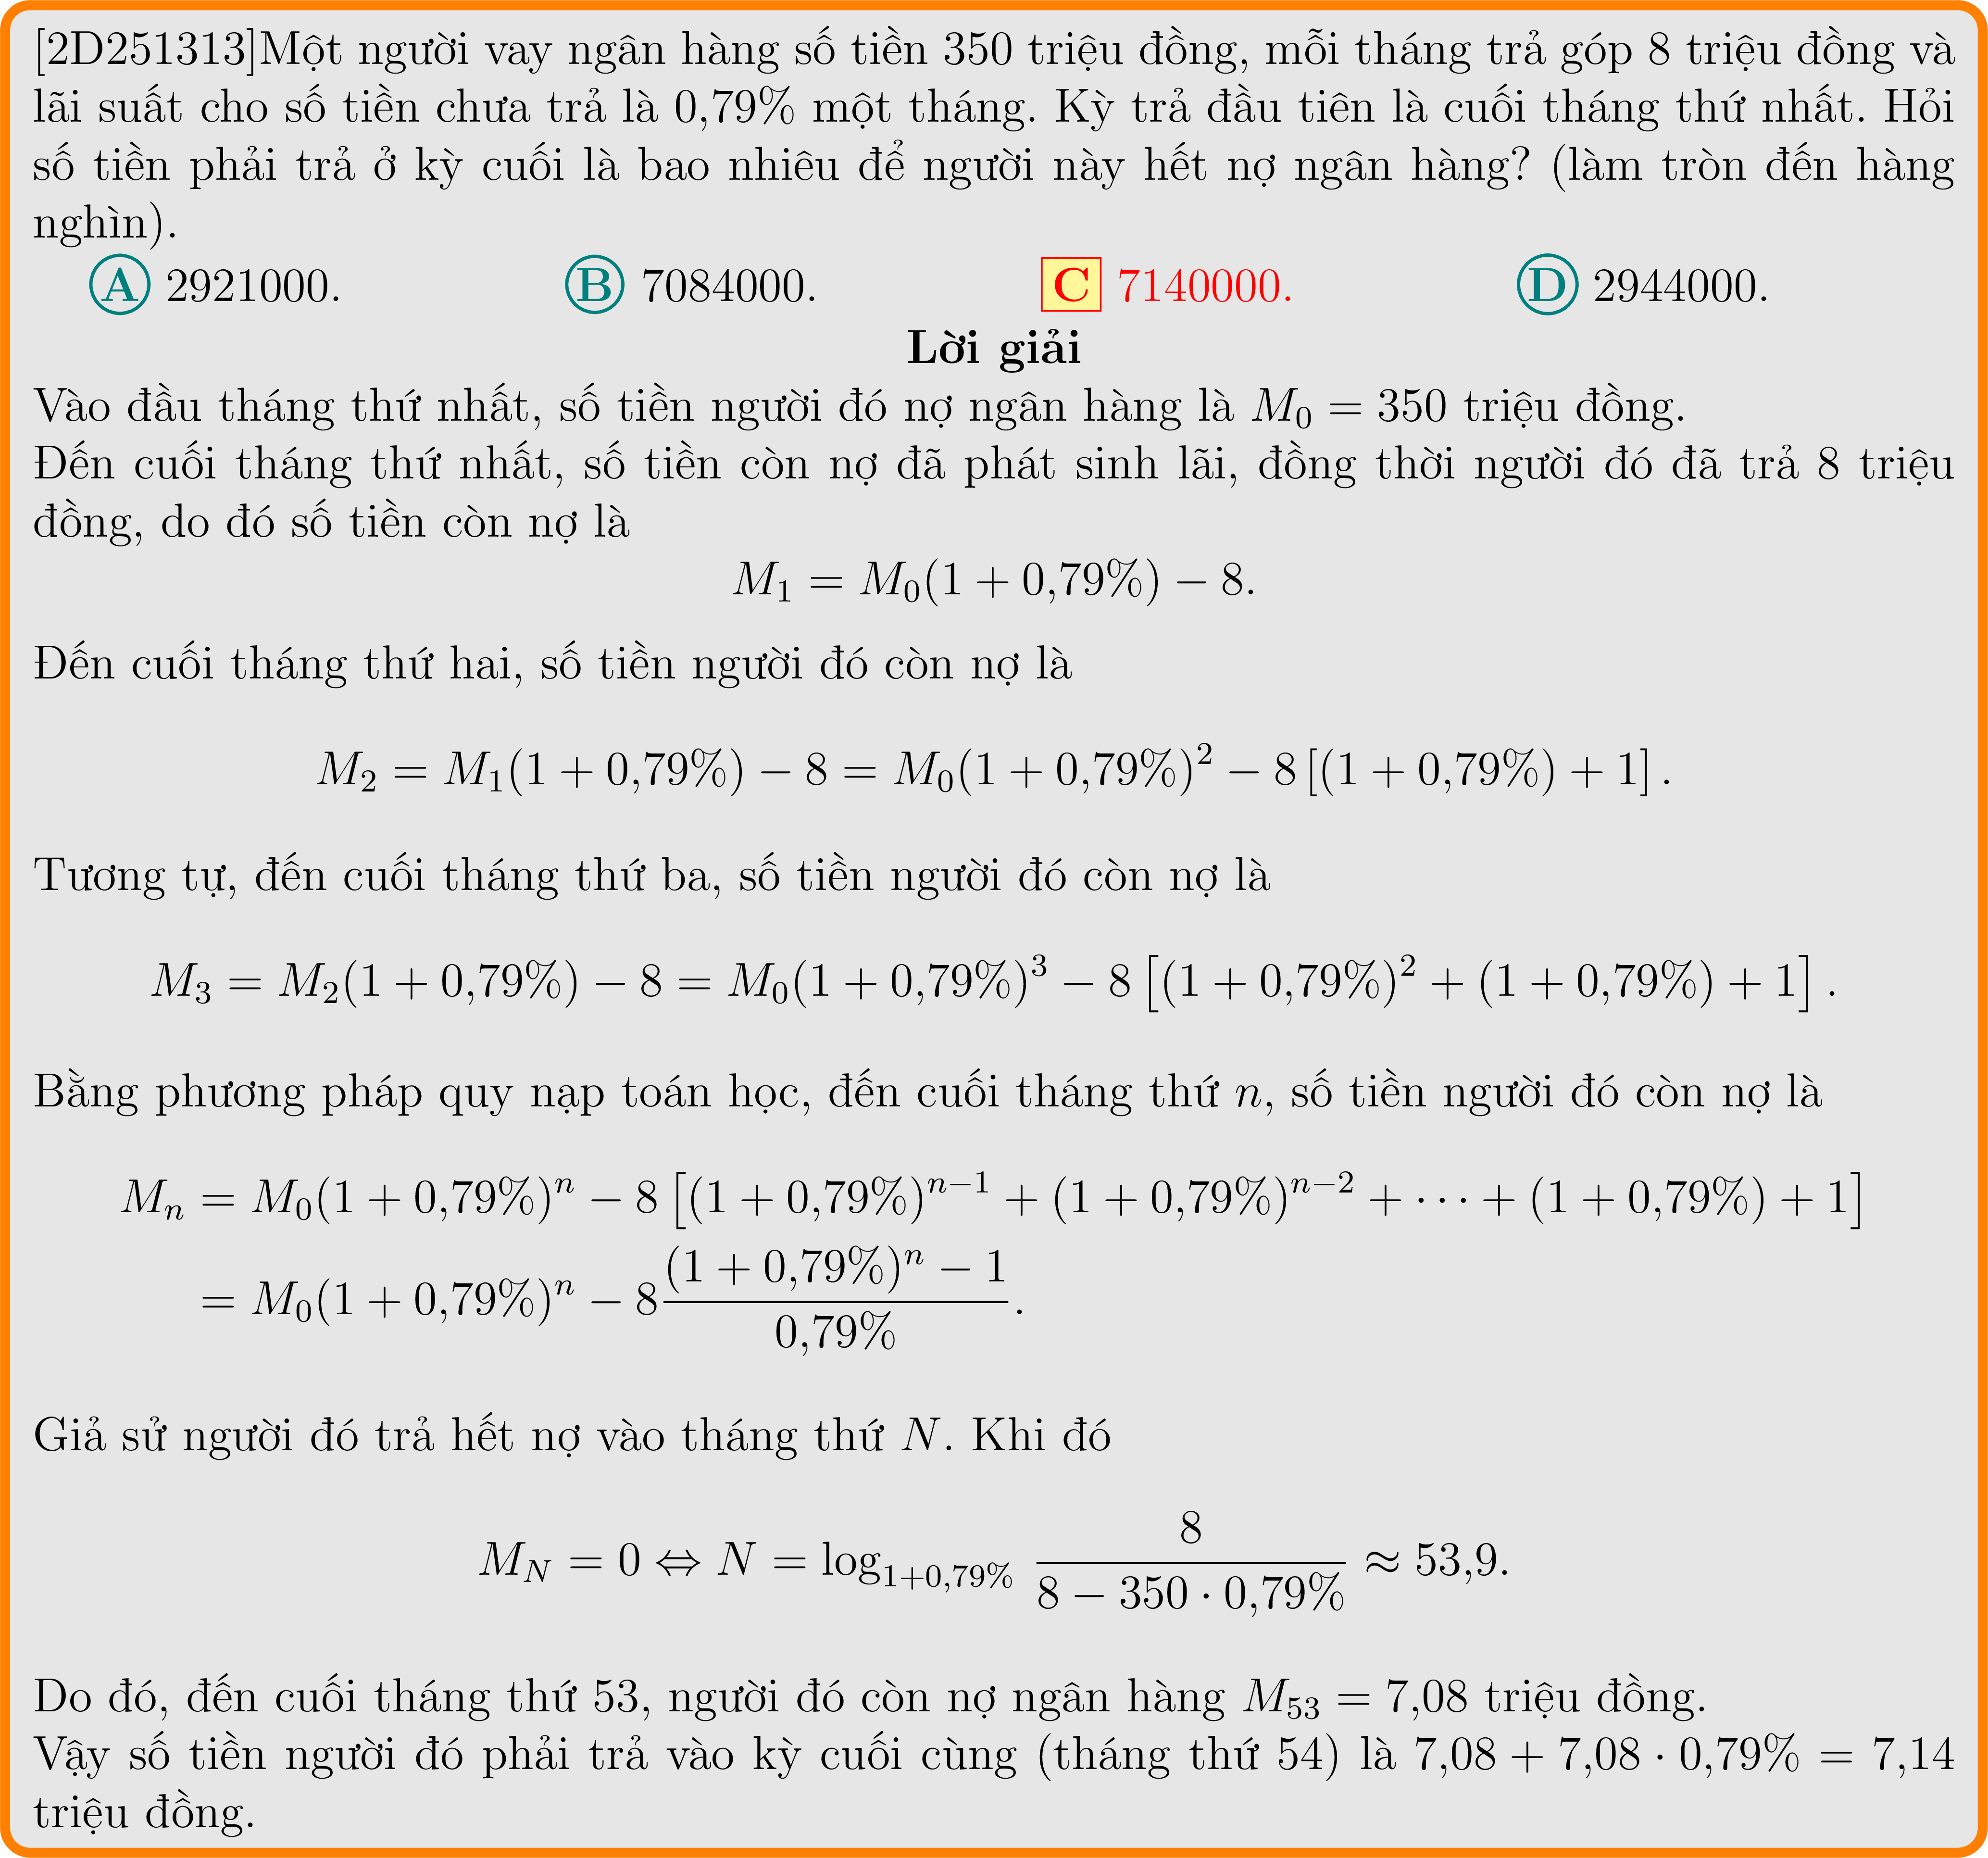 [2D251313]Một người vay ngân hàng số tiền 350 triệu đồng, mỗi tháng trả góp 8 triệu đồng và
lãi suất cho số tiền chưa trả là 0,79% một tháng. Kỳ trả đầu tiên là cuối tháng thứ nhất. Hỏi
số tiền phải trả ở kỳ cuối là bao nhiêu để người này hết nợ ngân hàng? (làm tròn đến hàng
nghìn).
A 2921000. B 7084000. C 7140000. D 2944000.
Lời giải
Vào đầu tháng thứ nhất, số tiền người đó nợ ngân hàng là $M_0 = 350$ triệu đồng.
Đến cuối tháng thứ nhất, số tiền còn nợ đã phát sinh lãi, đồng thời người đó đã trả 8 triệu
đồng, do đó số tiền còn nợ là
$M_1 = M_0(1 + 0,79\%) - 8.$
Đến cuối tháng thứ hai, số tiền người đó còn nợ là
$M_2 = M_1(1 + 0,79\%) - 8 = M_0(1 + 0,79\%)^2 - 8\left[(1 + 0,79\%) + 1\right].$
Tương tự, đến cuối tháng thứ ba, số tiền người đó còn nợ là
$M_3 = M_2(1 + 0,79\%) - 8 = M_0(1 + 0,79\%)^3 - 8\left[(1 + 0,79\%)^2 + (1 + 0,79\%) + 1\right].$
Bằng phương pháp quy nạp toán học, đến cuối tháng thứ $n$, số tiền người đó còn nợ là
$M_n = M_0(1 + 0,79\%)^n - 8\left[(1 + 0,79\%)^{n-1} + (1 + 0,79\%)^{n-2} + \cdots + (1 + 0,79\%) + 1\right]$
$= M_0(1 + 0,79\%)^n - 8\frac{(1 + 0,79\%)^n - 1}{0,79\%}.$
Giả sử người đó trả hết nợ vào tháng thứ $N$. Khi đó
$M_N = 0 \Leftrightarrow N = \log_{1+0,79\%} \frac{8}{8 - 350 \cdot 0,79\%} \approx 53,9.$
Do đó, đến cuối tháng thứ 53, người đó còn nợ ngân hàng $M_{53} = 7,08$ triệu đồng.
Vậy số tiền người đó phải trả vào kỳ cuối cùng (tháng thứ 54) là $7,08 + 7,08 \cdot 0,79\% = 7,14$
triệu đồng.